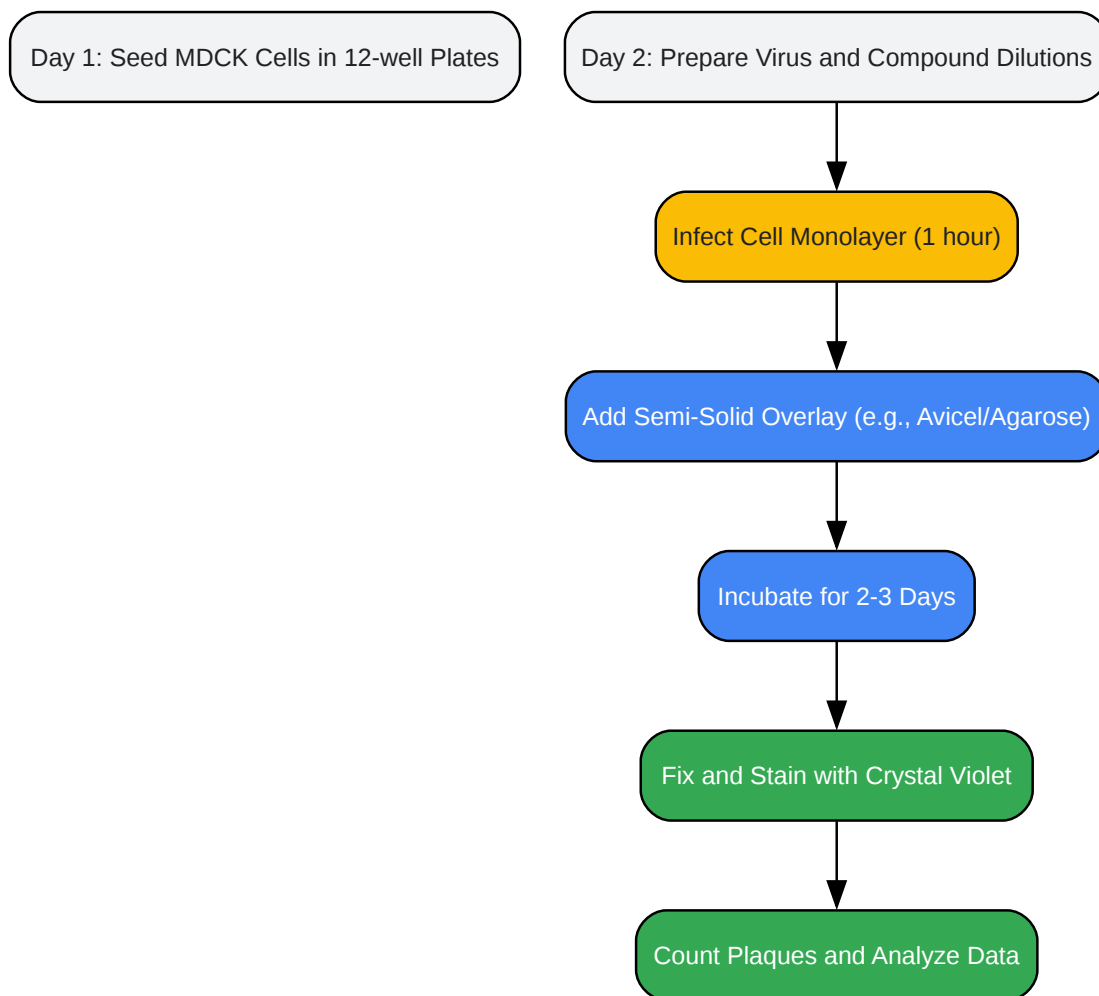 Day 1: Seed MDCK Cells in 12-well Plates
Day 2: Prepare Virus and Compound Dilutions
Infect Cell Monolayer (1 hour)
Add Semi-Solid Overlay (e.g., Avicel/Agarose)
Incubate for 2-3 Days
Fix and Stain with Crystal Violet
Count Plaques and Analyze Data